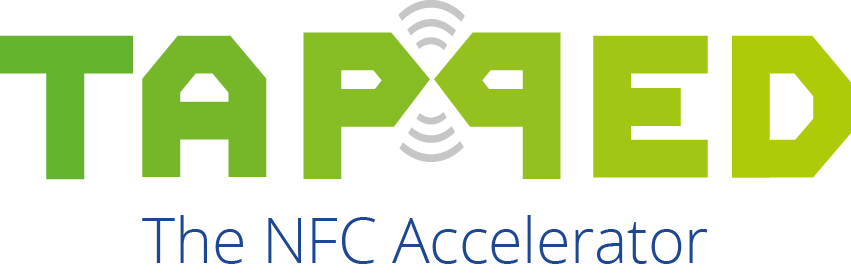 TAPPED
The NFC Accelerator